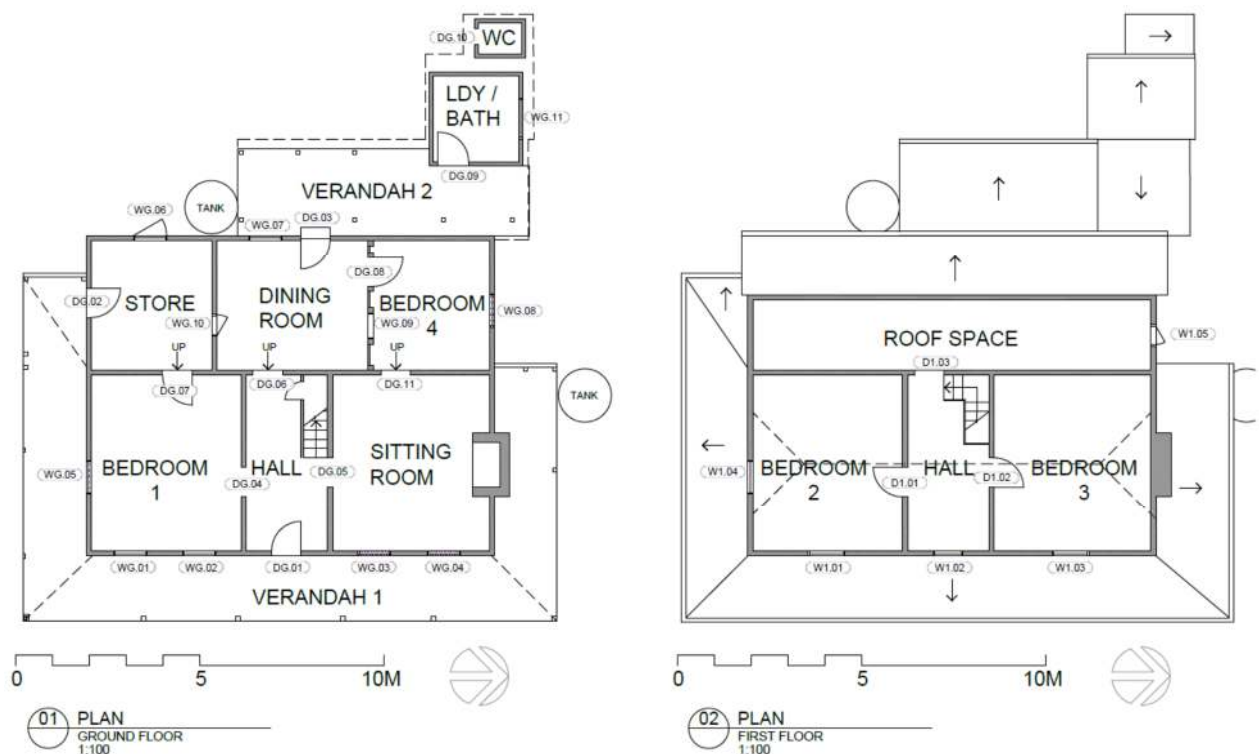 DG.10
WC
LDY /
BATH
WG.11
DG.09
VERANDAH 2
WG.06
TANK
WG.07
DG.03
DG.08
DG.02
STORE
DINING
ROOM
BEDROOM
4
WG.10
WG.09
WG.08
UP
UP
UP
DG.07
DG.06
DG.11
TANK
WG.05
BEDROOM
1
HALL
DG.04
DG.05
SITTING
ROOM
WG.01
WG.02
DG.01
WG.03
WG.04
VERANDAH 1
0
5
10M
01
PLAN
GROUND FLOOR
1:100
ROOF SPACE
W1.05
D1.03
W1.04
BEDROOM
2
D1.01
HALL
D1.02
BEDROOM
3
W1.01
W1.02
W1.03
0
5
10M
02
PLAN
FIRST FLOOR
1:100